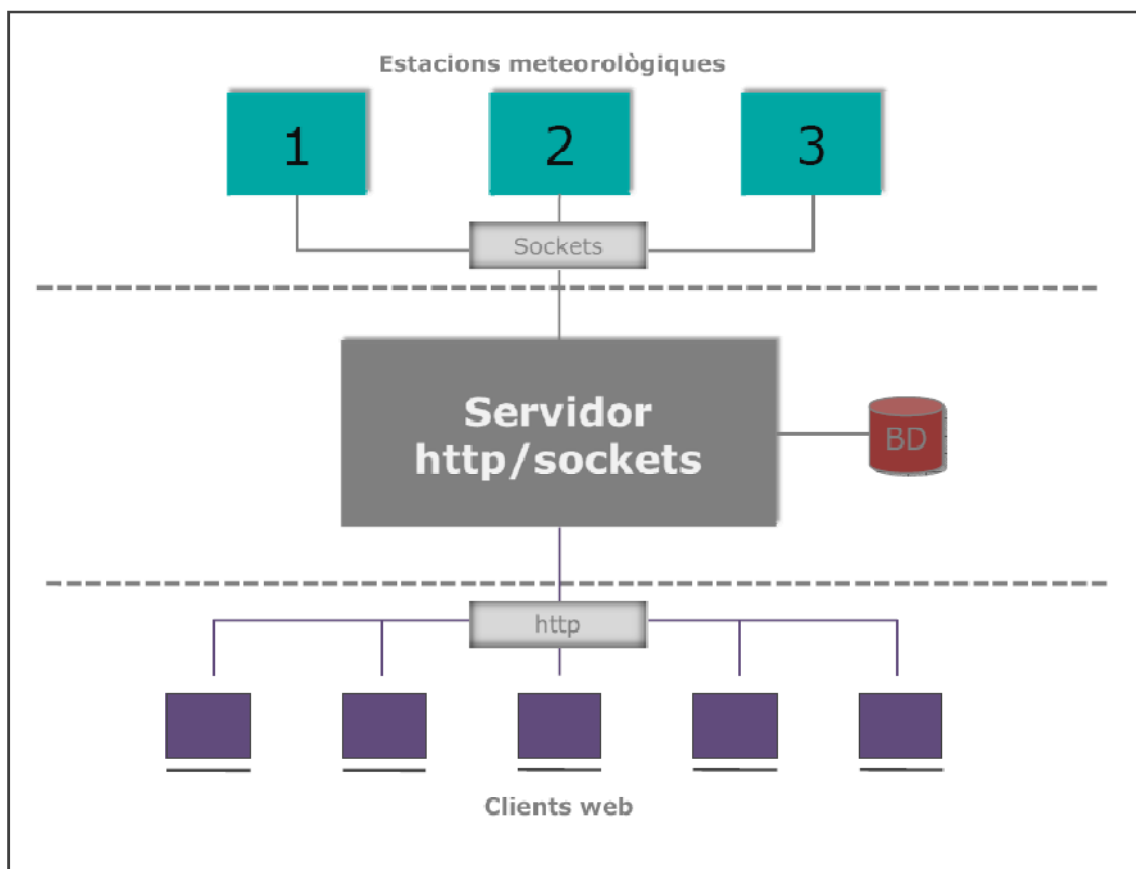 Estacions meteorològiques
1
2
3
Sockets
Servidor
http/sockets
BD
http
Clients web